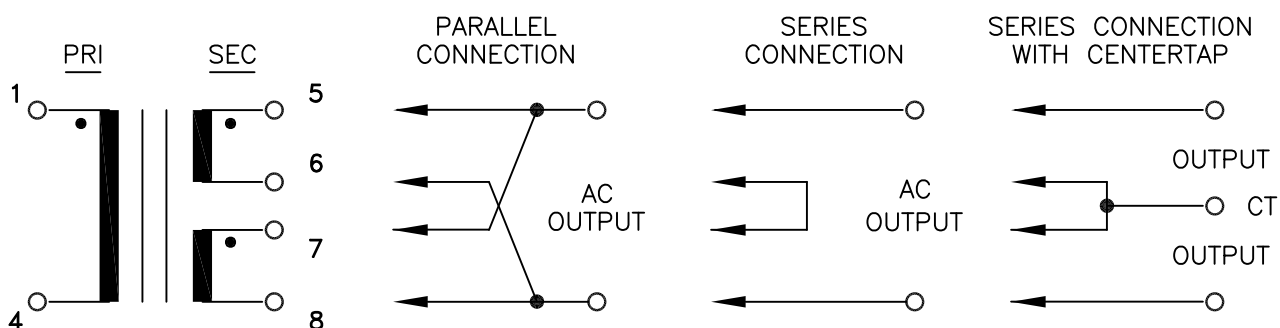 PRI
SEC
1
4
5
6
7
8
PARALLEL
CONNECTION
AC
OUTPUT
SERIES
CONNECTION
AC
OUTPUT
SERIES CONNECTION
WITH CENTERTAP
OUTPUT
CT
OUTPUT